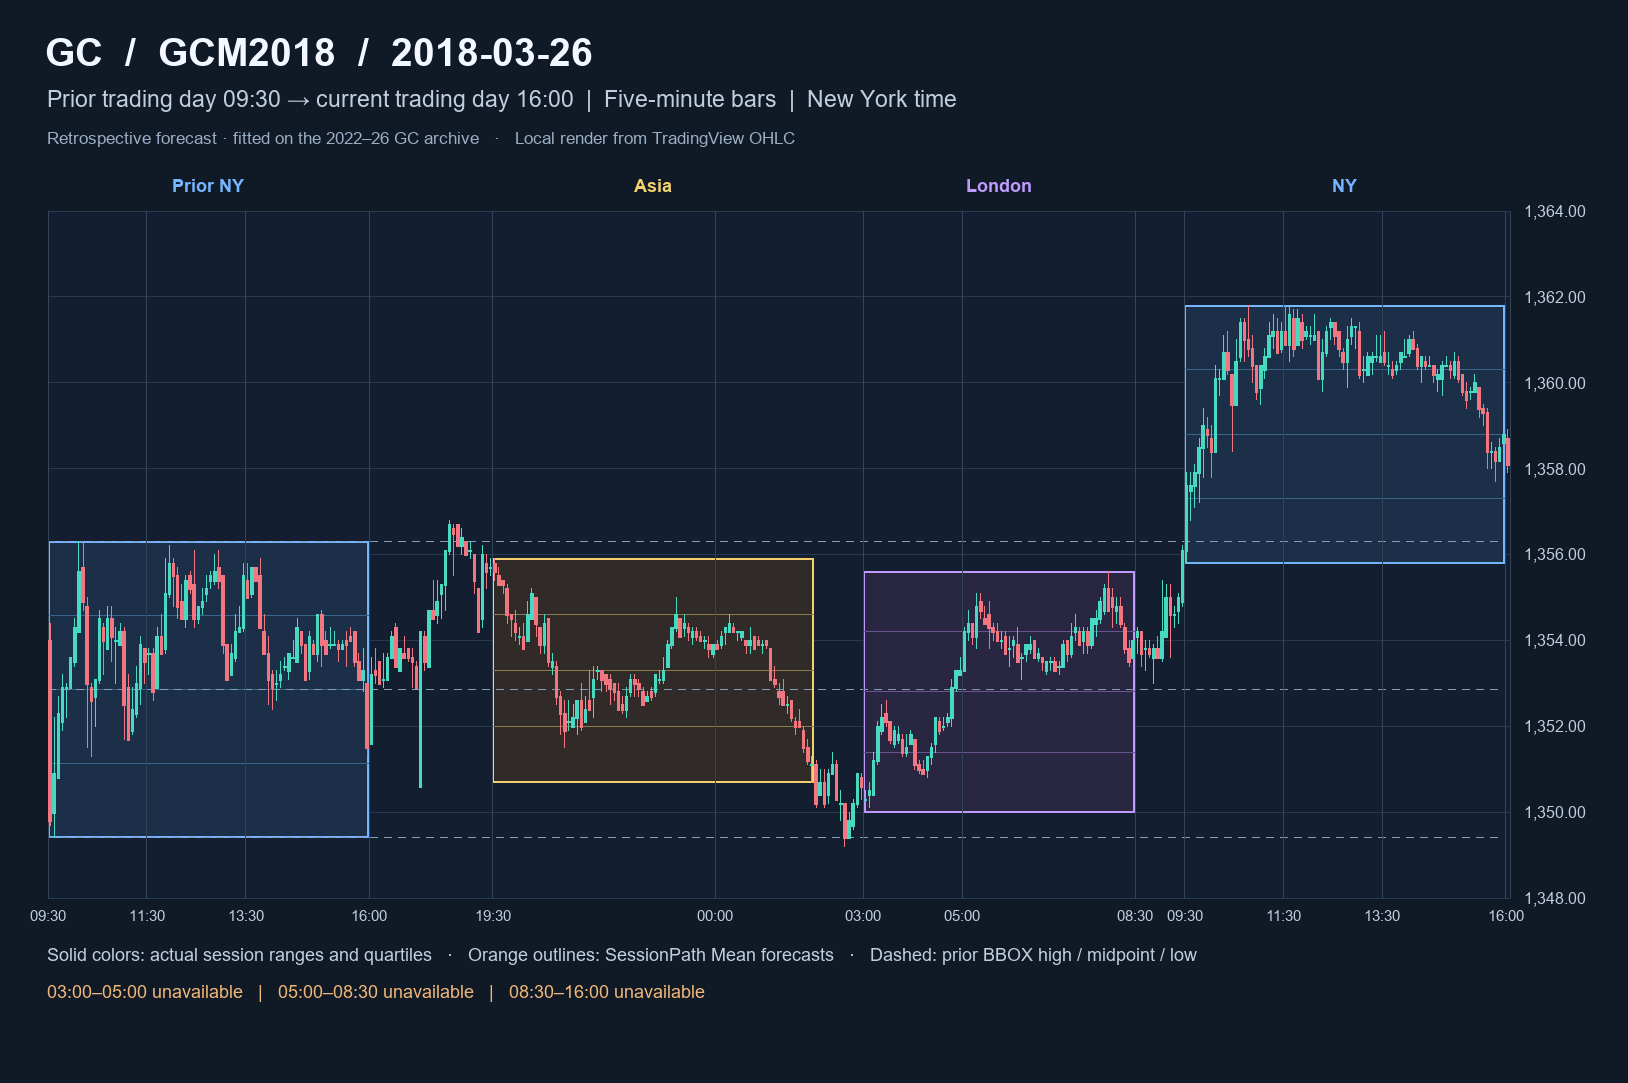 GC / GCM2018 / 2018-03-26
Prior trading day 09:30 → current trading day 16:00 | Five-minute bars | New York time
Retrospective forecast · fitted on the 2022–26 GC archive · Local render from TradingView OHLC
Prior NY Asia London NY
1,364.00
1,362.00
1,360.00
1,358.00
1,356.00
1,354.00
1,352.00
1,350.00
1,348.00
09:30 11:30 13:30 16:00 19:30 00:00 03:00 05:00 08:30 09:30 11:30 13:30 16:00
Solid colors: actual session ranges and quartiles · Orange outlines: SessionPath Mean forecasts · Dashed: prior BBOX high / midpoint / low
03:00–05:00 unavailable | 05:00–08:30 unavailable | 08:30–16:00 unavailable